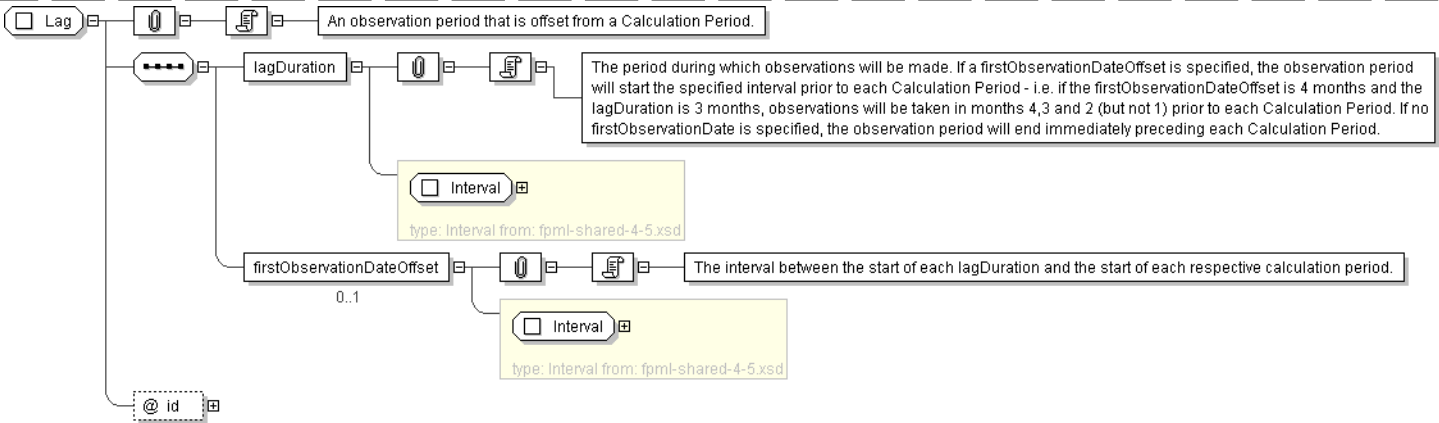 Lag
An observation period that is offset from a Calculation Period.
lagDuration
The period during which observations will be made. If a firstObservationDateOffset is specified, the observation period
will start the specified interval prior to each Calculation Period - i.e. if the firstObservationDateOffset is 4 months and the
lagDuration is 3 months, observations will be taken in months 4,3 and 2 (but not 1) prior to each Calculation Period. If no
firstObservationDate is specified, the observation period will end immediately preceding each Calculation Period.
Interval
type: Interval from: fpml-shared-4-5.xsd
firstObservationDateOffset
The interval between the start of each lagDuration and the start of each respective calculation period.
0..1
Interval
type: Interval from: fpml-shared-4-5.xsd
@ id